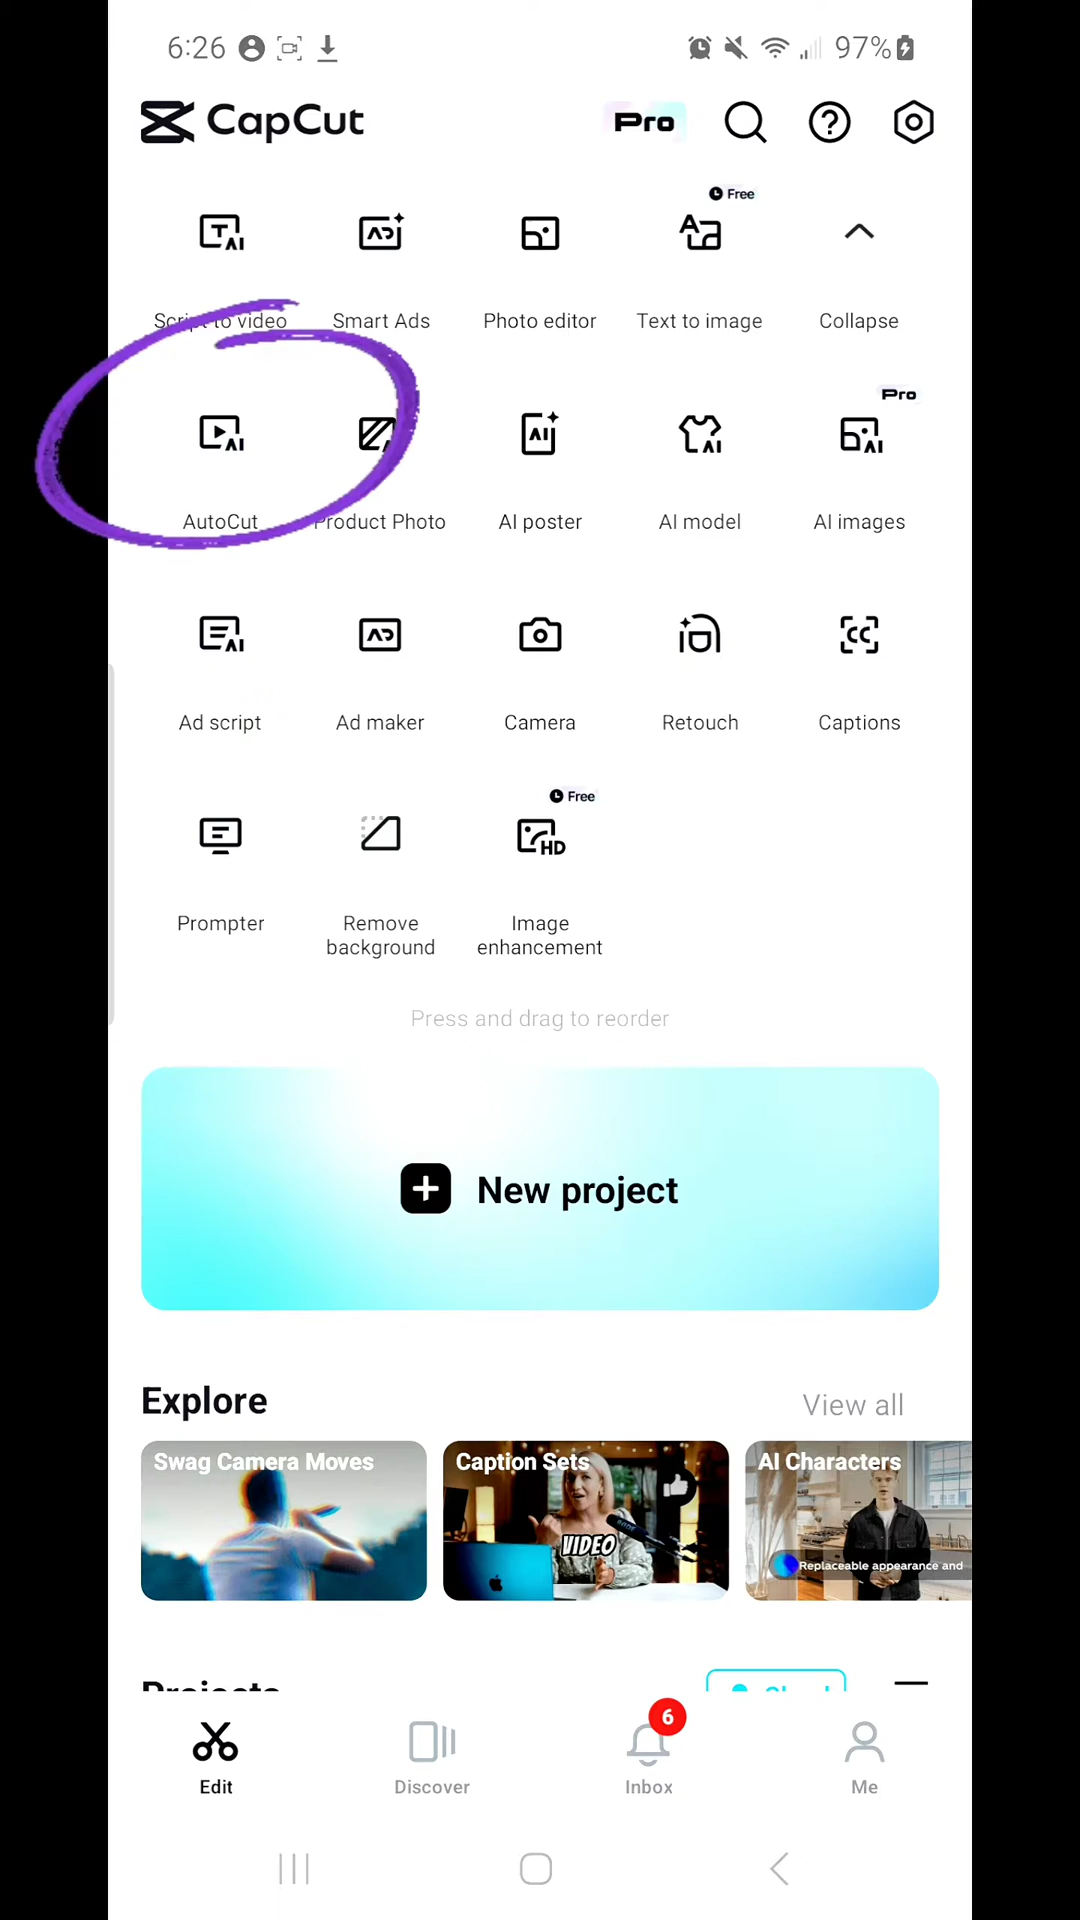 6:26
97%
CapCut
Pro
Free
Script to video
Smart Ads
Photo editor
Text to image
Collapse
Pro
AutoCut
Product Photo
AI poster
AI model
AI images
Ad script
Ad maker
Camera
Retouch
Captions
Free
Prompter
Remove
background
Image
enhancement
Press and drag to reorder
New project
Explore
View all
Swag Camera Moves
Caption Sets
VIDEO
AI Characters
Replaceable appearance and
Projects
6
Edit
Discover
Inbox
Me